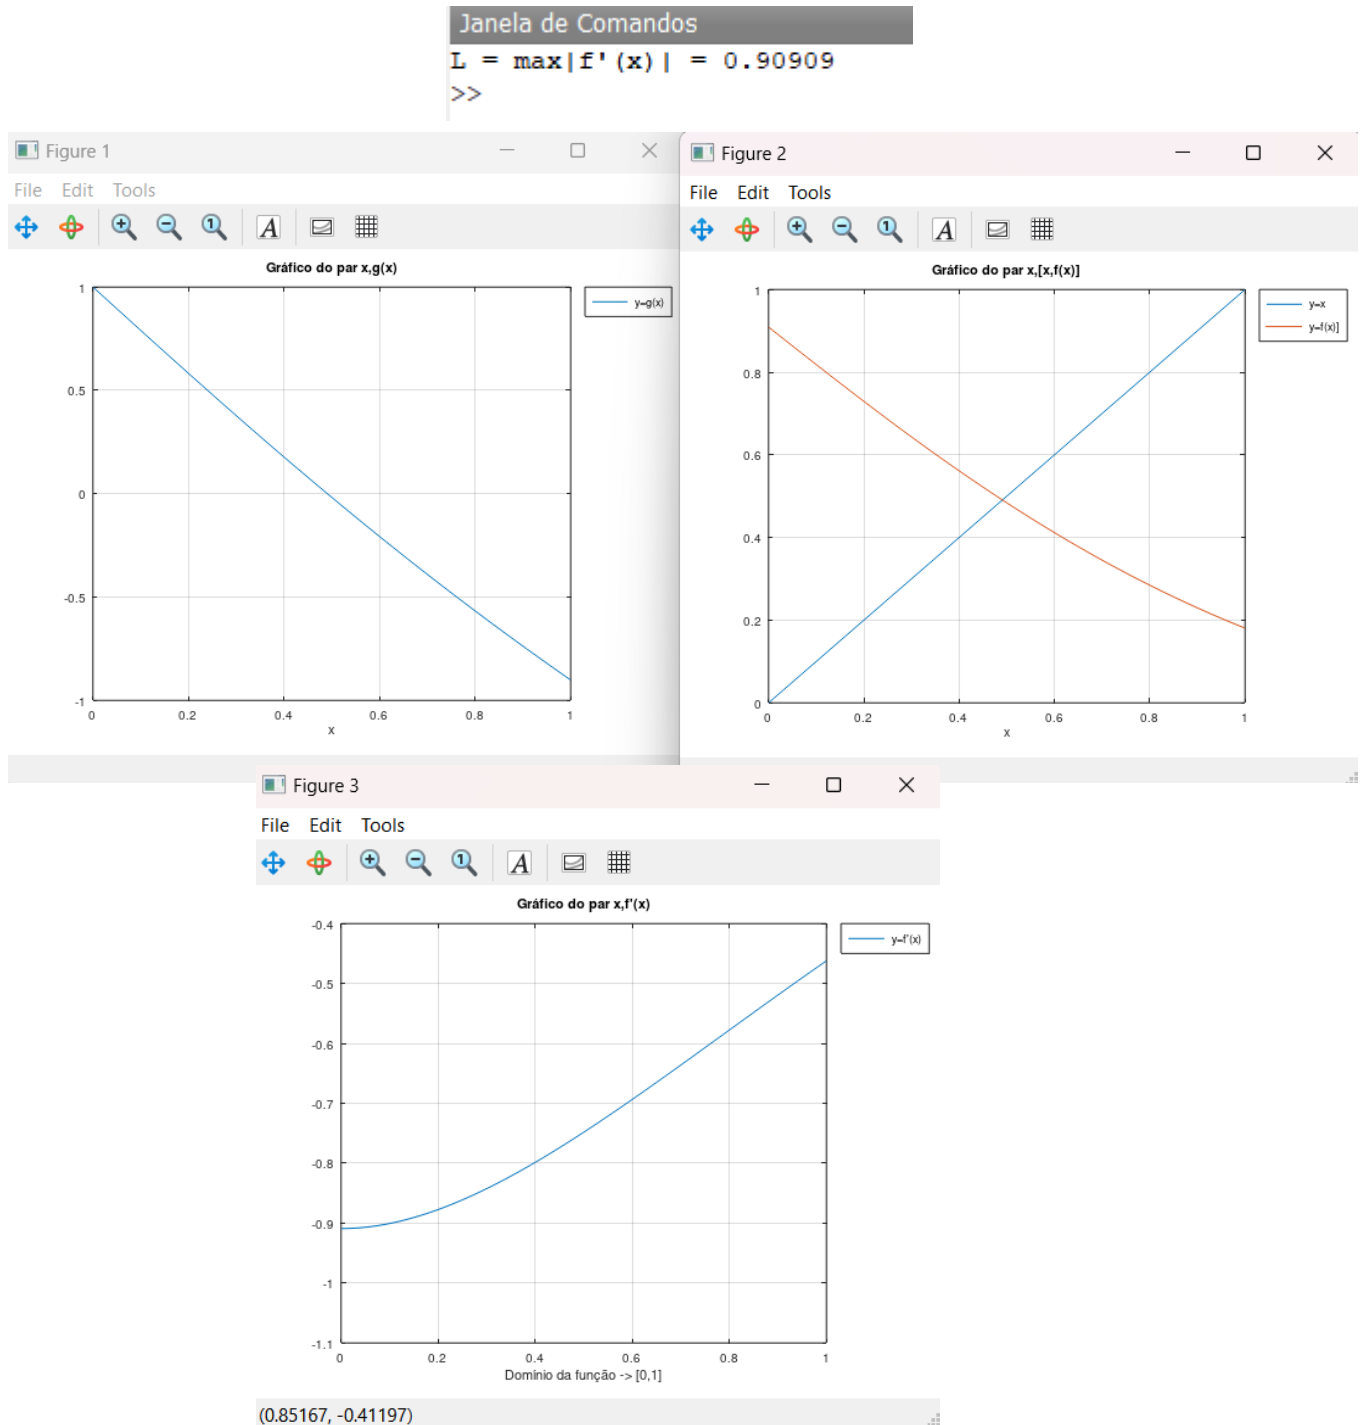 Janela de Comandos
L = max|f'(x)| = 0.90909
>>
Figure 1
File Edit Tools
Gráfico do par x,g(x)
y=g(x)
1
0.5
0
-0.5
-1
0 0.2 0.4 0.6 0.8 1
x
Figure 2
File Edit Tools
Gráfico do par x,[x,f(x)]
y=x
y=f(x)]
1
0.8
0.6
0.4
0.2
0
0 0.2 0.4 0.6 0.8 1
x
Figure 3
File Edit Tools
Gráfico do par x,f'(x)
y=f'(x)
-0.4
-0.5
-0.6
-0.7
-0.8
-0.9
-1
-1.1
0 0.2 0.4 0.6 0.8 1
Domínio da função -> [0,1]
(0.85167, -0.41197)